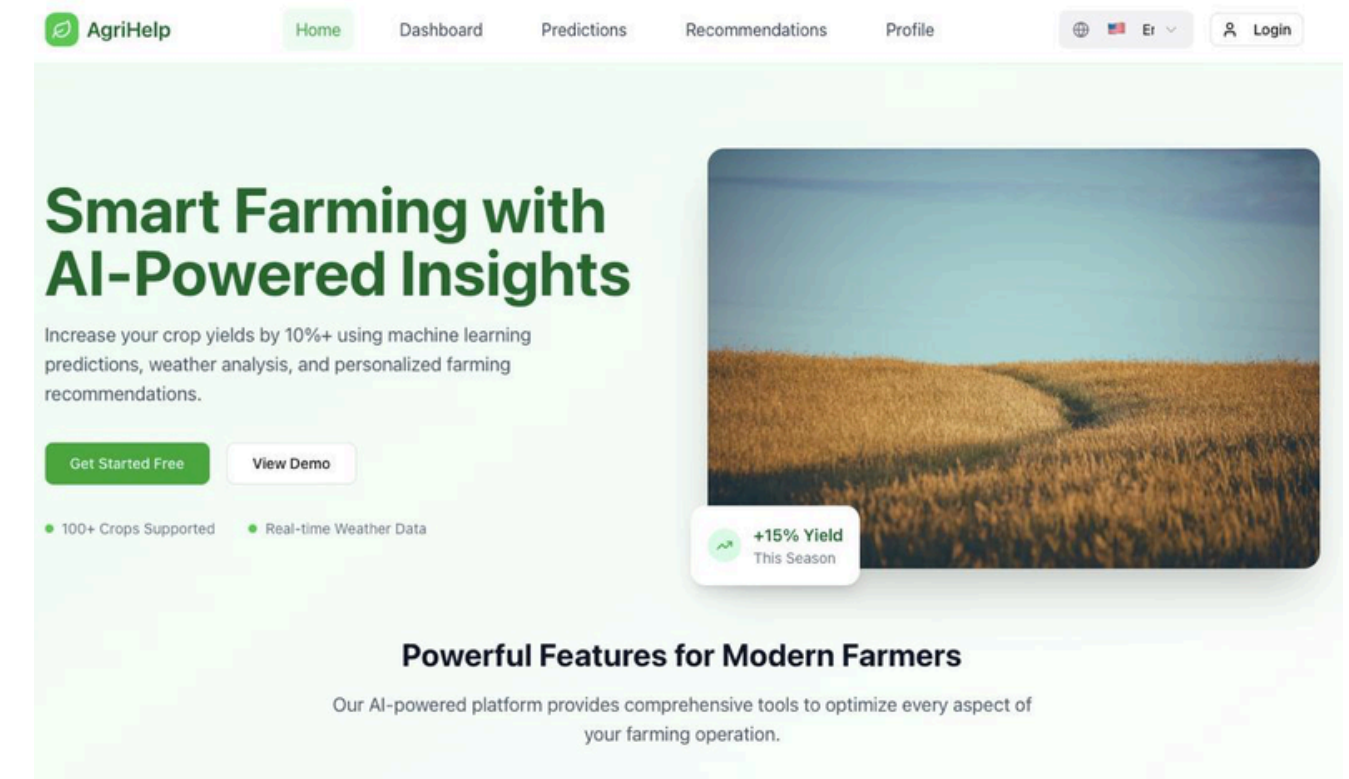 AgriHelp
Home
Dashboard
Predictions
Recommendations
Profile
Er
Login
Smart Farming with
AI-Powered Insights
Increase your crop yields by 10%+ using machine learning
predictions, weather analysis, and personalized farming
recommendations.
Get Started Free
View Demo
100+ Crops Supported
Real-time Weather Data
+15% Yield
This Season
Powerful Features for Modern Farmers
Our AI-powered platform provides comprehensive tools to optimize every aspect of
your farming operation.